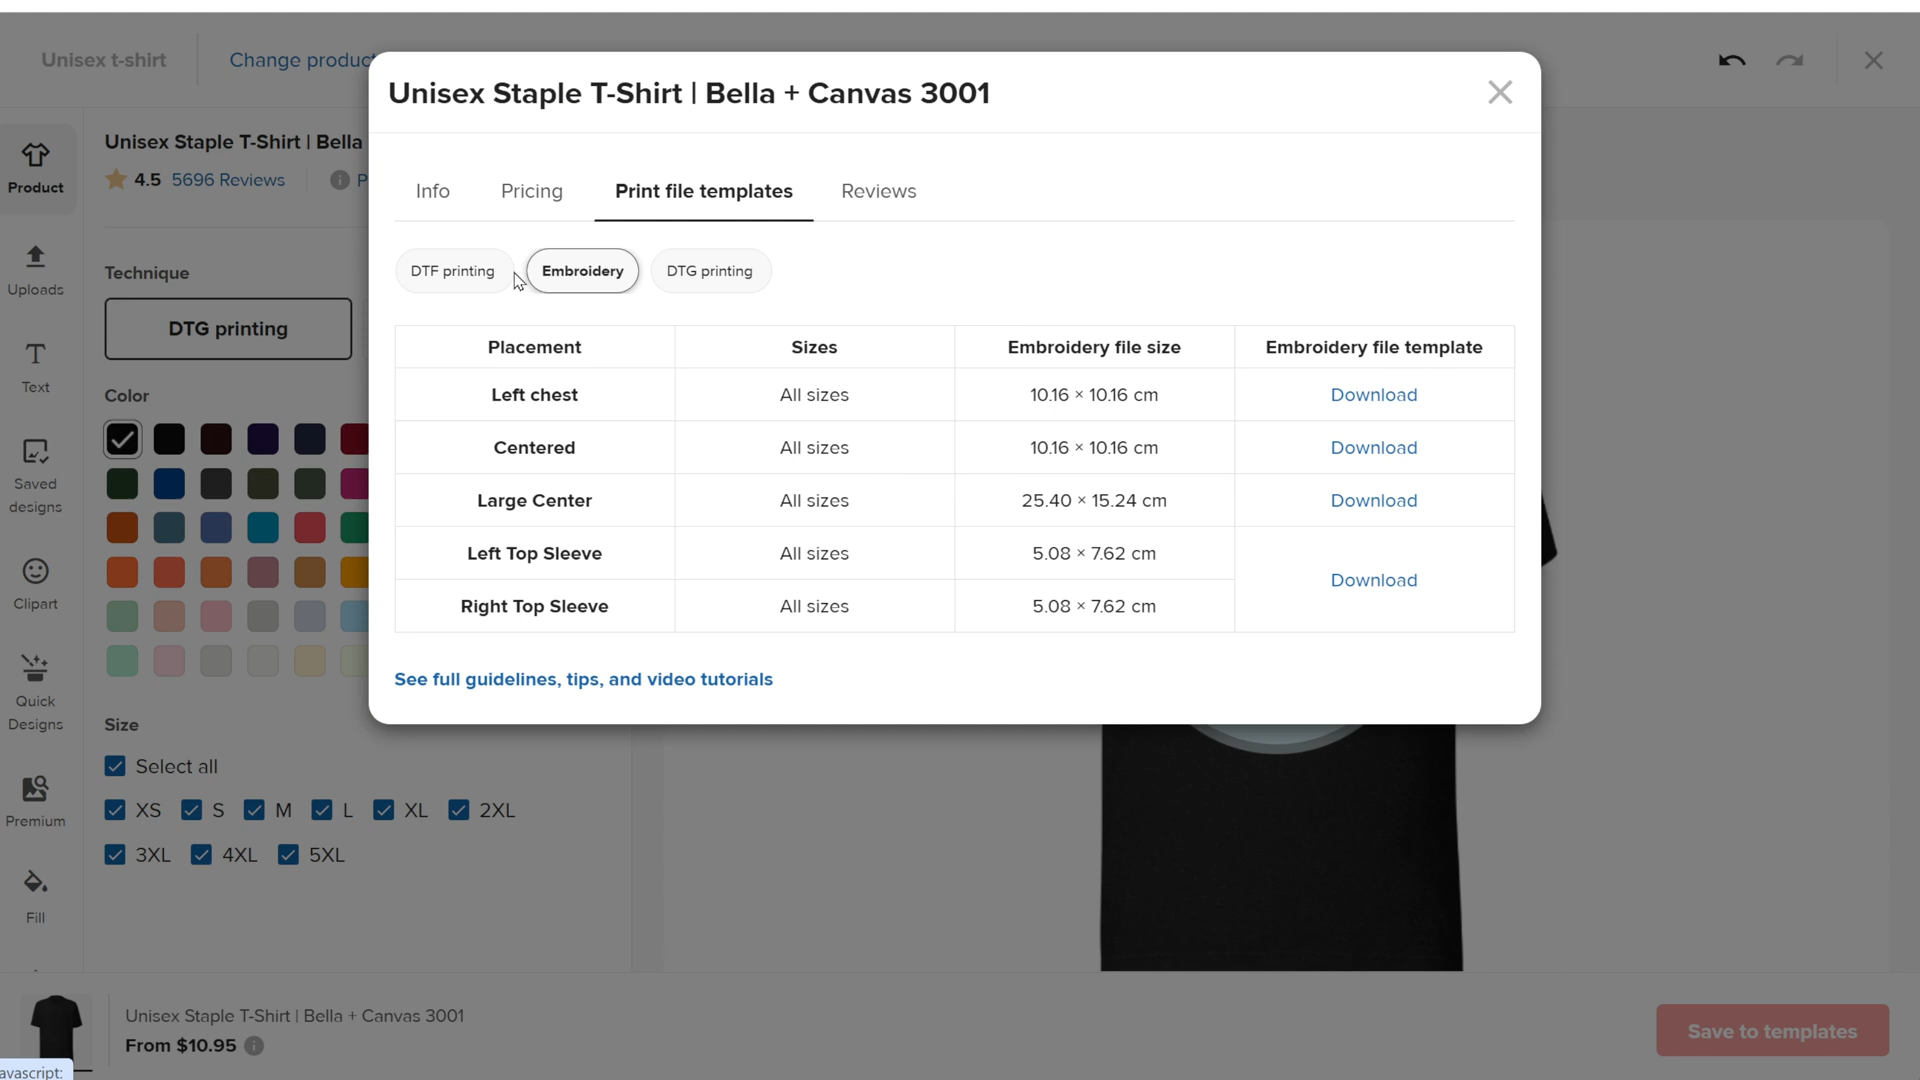 Unisex t-shirt
Change product
Unisex Staple T-Shirt | Bella + Canvas 3001
Unisex Staple T-Shirt | Bella
4.5 5696 Reviews
P
Info Pricing Print file templates Reviews
DTF printing Embroidery DTG printing
Placement Sizes Embroidery file size Embroidery file template
Left chest All sizes 10.16 × 10.16 cm Download
Centered All sizes 10.16 × 10.16 cm Download
Large Center All sizes 25.40 × 15.24 cm Download
Left Top Sleeve All sizes 5.08 × 7.62 cm
Download
Right Top Sleeve All sizes 5.08 × 7.62 cm
See full guidelines, tips, and video tutorials
Product
Uploads
Text
Saved
designs
Clipart
Quick
Designs
Premium
Fill
Technique
DTG printing
Color
Size
Select all
XS S M L XL 2XL
3XL 4XL 5XL
Unisex Staple T-Shirt | Bella + Canvas 3001
From $10.95
Save to templates
avascript: